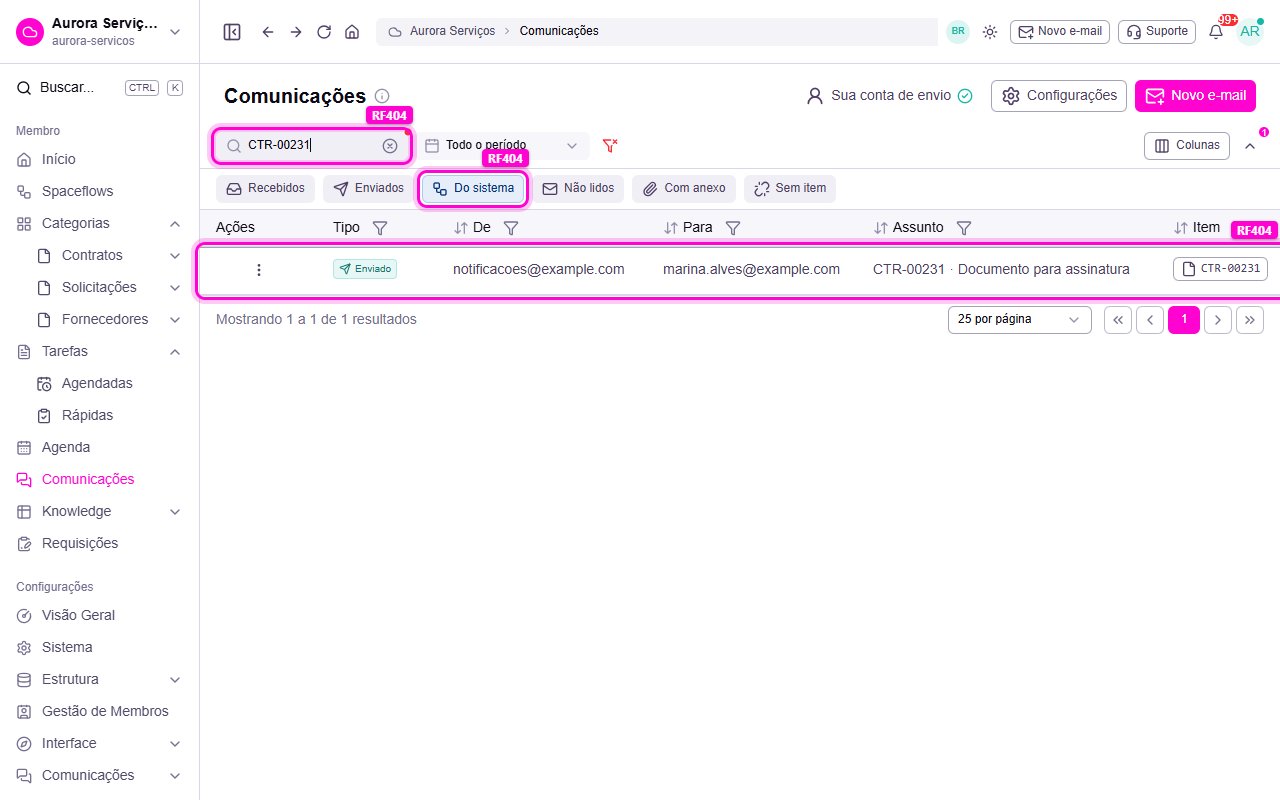 Aurora Serviç...
aurora-servicos
Aurora Serviços > Comunicações
BR
Novo e-mail
Suporte
99+
AR
Buscar...
CTRL K
Membro
Início
Spaceflows
Categorias
Contratos
Solicitações
Fornecedores
Tarefas
Agendadas
Rápidas
Agenda
Comunicações
Knowledge
Requisições
Configurações
Visão Geral
Sistema
Estrutura
Gestão de Membros
Interface
Comunicações
Comunicações
Sua conta de envio
Configurações
Novo e-mail
RF404
CTR-00231
Todo o período
Colunas
1
RF404
Recebidos
Enviados
Do sistema
Não lidos
Com anexo
Sem item
Ações
Tipo
De
Para
Assunto
Item
RF404
Enviado
notificacoes@example.com
marina.alves@example.com
CTR-00231 · Documento para assinatura
CTR-00231
Mostrando 1 a 1 de 1 resultados
25 por página
1